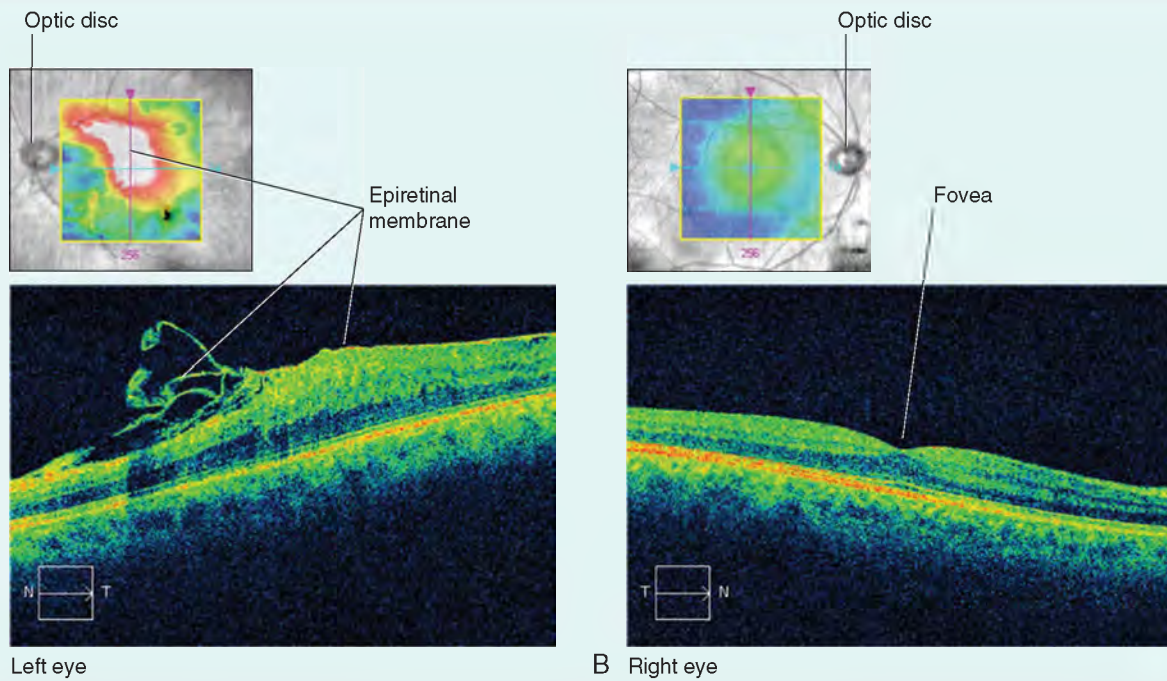 Optic disc
Optic disc
256
Epiretinal
membrane
256
Fovea
N T
T N
Left eye
B Right eye